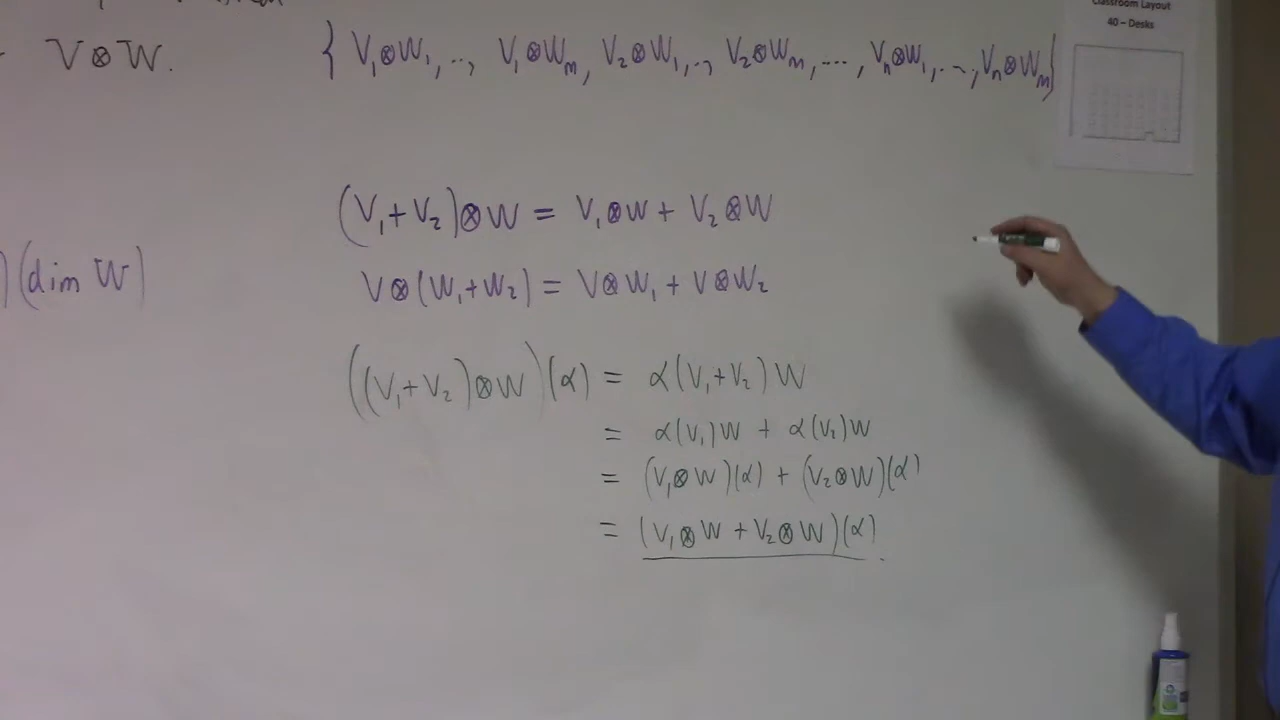 V⊗W.
{ V₁⊗W₁, .., V₁⊗Wₘ, V₂⊗W₁, .., V₂⊗Wₘ, ...., Vₙ⊗W₁, ..., Vₙ⊗Wₘ}
Classroom Layout
40 – Desks
(V₁+V₂)⊗W = V₁⊗W + V₂⊗W
)(dim W)
V⊗(W₁+W₂) = V⊗W₁ + V⊗W₂
((V₁+V₂)⊗W)(α) = α(V₁+V₂)W
= α(V₁)W + α(V₂)W
= (V₁⊗W)(α) + (V₂⊗W)(α)
= (V₁⊗W + V₂⊗W)(α).